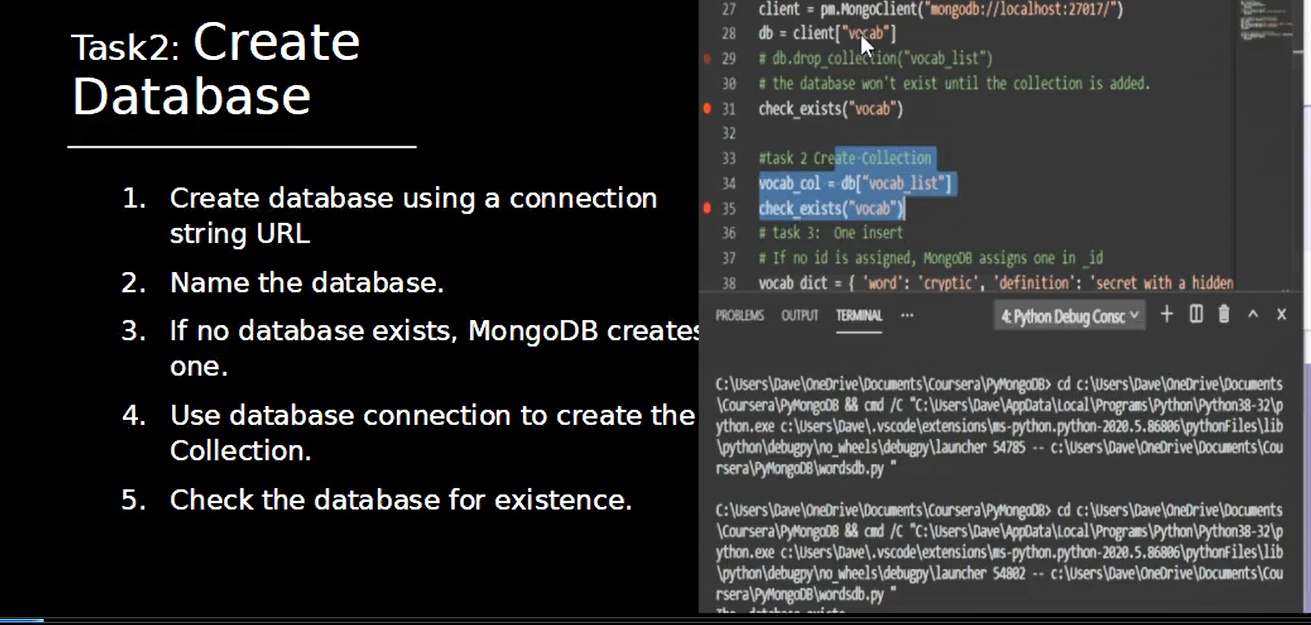 Task2: Create
Database
1. Create database using a connection
string URL
2. Name the database.
3. If no database exists, MongoDB creates
one.
4. Use database connection to create the
Collection.
5. Check the database for existence.
27 client = pm.MongoClient("mongodb://localhost:27017/")
28 db = client["vocab"]
29 # db.drop_collection("vocab_list")
30 # the database won't exist until the collection is added.
31 check_exists("vocab")
32
33 #task 2 Create Collection
34 vocab_col = db["vocab_list"]
35 check_exists("vocab")
36 # task 3: One insert
37 # If no id is assigned, MongoDB assigns one in _id
38 vocab dict = { 'word': 'cryptic', 'definition': 'secret with a hidden
PROBLEMS OUTPUT TERMINAL ··· 4: Python Debug Consc
C:\Users\Dave\OneDrive\Documents\Coursera\PyMongoDB> cd c:\Users\Dave\OneDrive\Documents
\Coursera\PyMongoDB && cmd /C "C:\Users\Dave\AppData\Local\Programs\Python\Python38-32\p
ython.exe c:\Users\Dave\.vscode\extensions\ms-python.python-2020.5.86806\pythonFiles\lib
\python\debugpy\no_wheels\debugpy\launcher 54785 -- c:\Users\Dave\OneDrive\Documents\Cou
rsera\PyMongoDB\wordsdb.py "
C:\Users\Dave\OneDrive\Documents\Coursera\PyMongoDB> cd c:\Users\Dave\OneDrive\Documents
\Coursera\PyMongoDB && cmd /C "C:\Users\Dave\AppData\Local\Programs\Python\Python38-32\p
ython.exe c:\Users\Dave\.vscode\extensions\ms-python.python-2020.5.86806\pythonFiles\lib
\python\debugpy\no_wheels\debugpy\launcher 54802 -- c:\Users\Dave\OneDrive\Documents\Cou
rsera\PyMongoDB\wordsdb.py "
The database exists